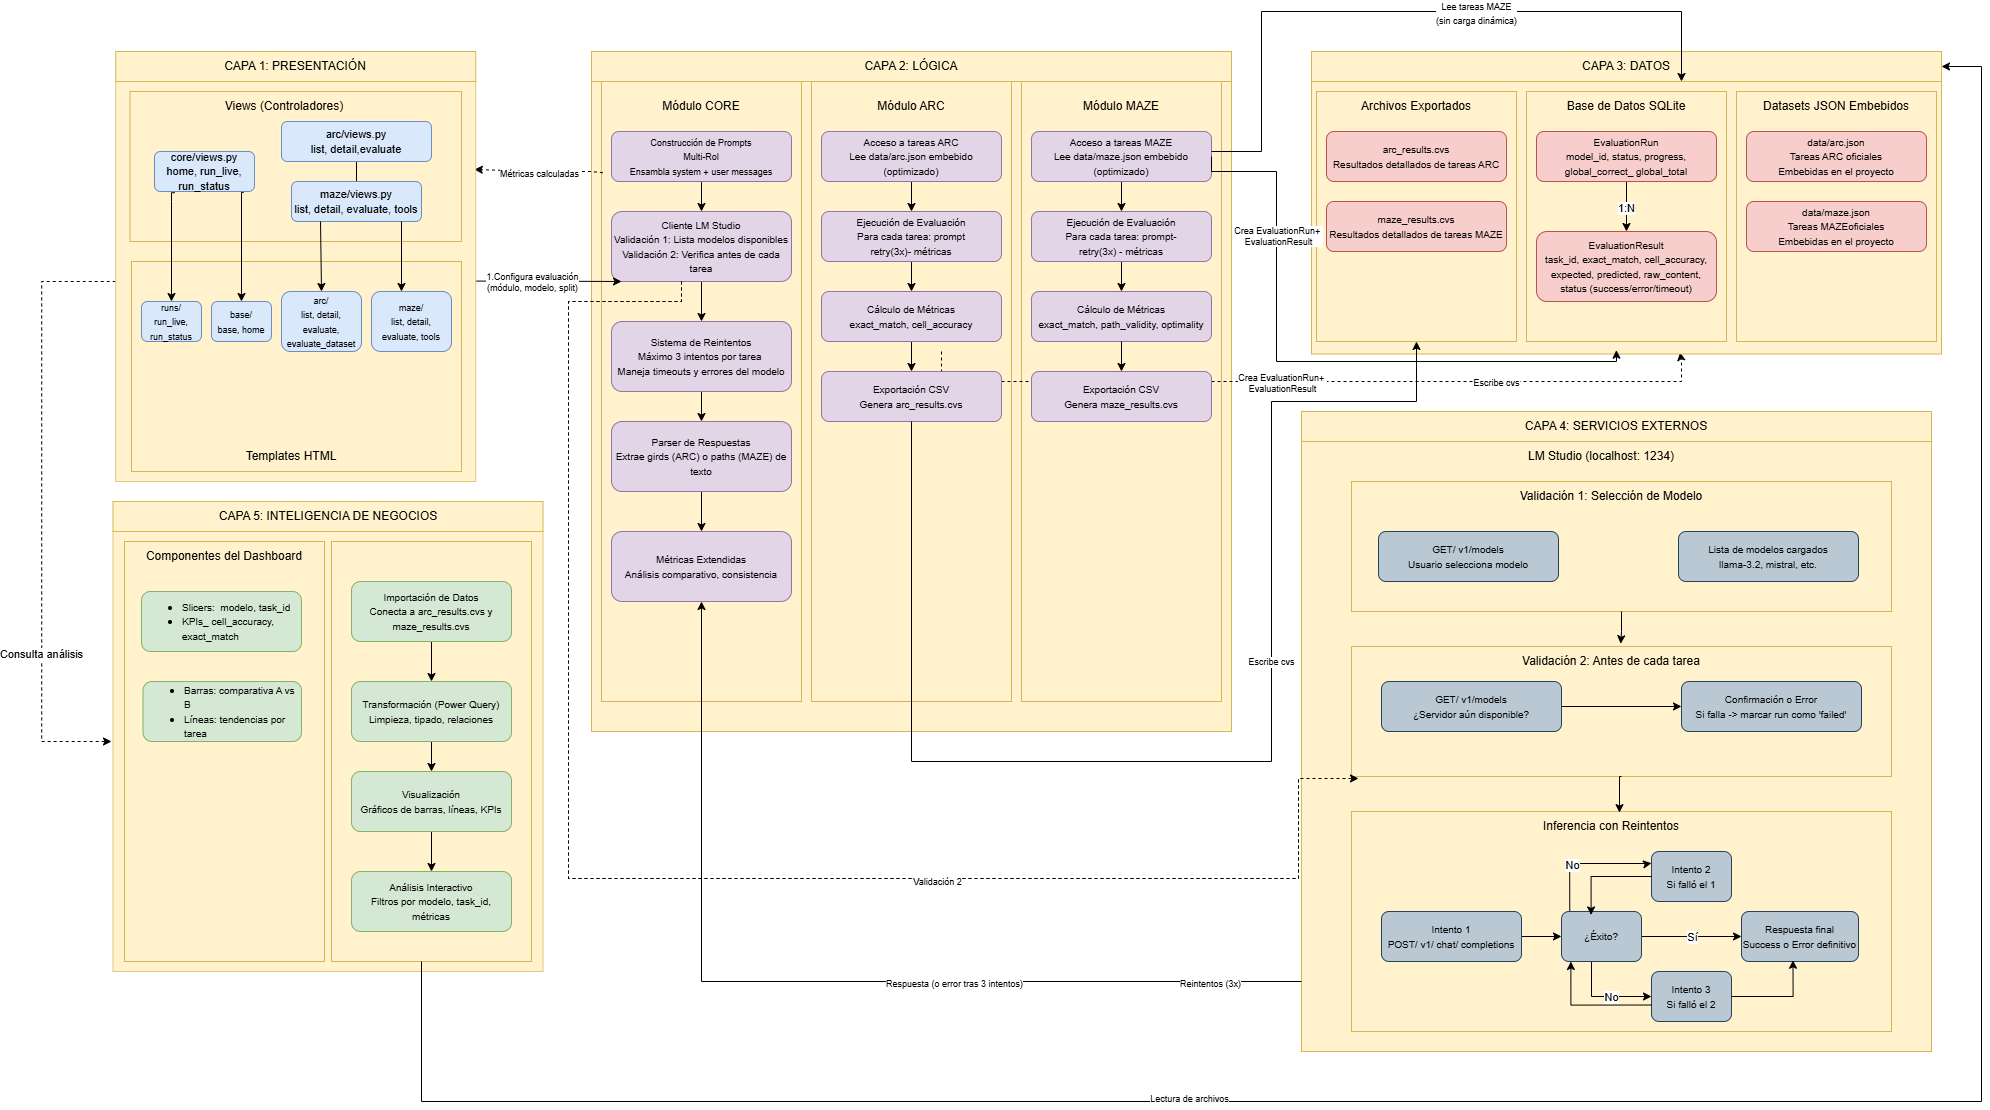 Lee tareas MAZE
(sin carga dinámica)
CAPA 1: PRESENTACIÓN
Views (Controladores)
arc/views.py
list, detail,evaluate
core/views.py
home, run_live,
run_status
maze/views.py
list, detail, evaluate, tools
runs/
run_live,
run_status
base/
base, home
arc/
list, detail,
evaluate,
evaluate_dataset
maze/
list, detail,
evaluate, tools
Templates HTML
Métricas calculadas
1.Configura evaluación
(módulo, modelo, split)
Consulta análisis
CAPA 2: LÓGICA
Módulo CORE
Construcción de Prompts
Multi-Rol
Ensambla system + user messages
Cliente LM Studio
Validación 1: Lista modelos disponibles
Validación 2: Verifica antes de cada
tarea
Sistema de Reintentos
Máximo 3 intentos por tarea
Maneja timeouts y errores del modelo
Parser de Respuestas
Extrae girds (ARC) o paths (MAZE) de
texto
Métricas Extendidas
Análisis comparativo, consistencia
Módulo ARC
Acceso a tareas ARC
Lee data/arc.json embebido
(optimizado)
Ejecución de Evaluación
Para cada tarea: prompt
retry(3x)- métricas
Cálculo de Métricas
exact_match, cell_accuracy
Exportación CSV
Genera arc_results.cvs
Módulo MAZE
Acceso a tareas MAZE
Lee data/maze.json embebido
(optimizado)
Ejecución de Evaluación
Para cada tarea: prompt-
retry(3x) - métricas
Cálculo de Métricas
exact_match, path_validity, optimality
Exportación CSV
Genera maze_results.cvs
Crea EvaluationRun+
EvaluationResult
Crea EvaluationRun+
EvaluationResult
Escribe cvs
Escribe cvs
CAPA 3: DATOS
Archivos Exportados
arc_results.cvs
Resultados detallados de tareas ARC
maze_results.cvs
Resultados detallados de tareas MAZE
Base de Datos SQLite
EvaluationRun
model_id, status, progress,
global_correct_ global_total
1:N
EvaluationResult
task_id, exact_match, cell_accuracy,
expected, predicted, raw_content,
status (success/error/timeout)
Datasets JSON Embebidos
data/arc.json
Tareas ARC oficiales
Embebidas en el proyecto
data/maze.json
Tareas MAZEoficiales
Embebidas en el proyecto
CAPA 4: SERVICIOS EXTERNOS
LM Studio (localhost: 1234)
Validación 1: Selección de Modelo
GET/ v1/models
Usuario selecciona modelo
Lista de modelos cargados
llama-3.2, mistral, etc.
Validación 2: Antes de cada tarea
GET/ v1/models
¿Servidor aún disponible?
Confirmación o Error
Si falla -> marcar run como 'failed'
Inferencia con Reintentos
No
Intento 2
Si falló el 1
Intento 1
POST/ v1/ chat/ completions
¿Éxito?
Sí
Respuesta final
Success o Error definitivo
No
Intento 3
Si falló el 2
CAPA 5: INTELIGENCIA DE NEGOCIOS
Componentes del Dashboard
• Slicers: modelo, task_id
• KPIs_ cell_accuracy,
exact_match
• Barras: comparativa A vs
B
• Líneas: tendencias por
tarea
Importación de Datos
Conecta a arc_results.cvs y
maze_results.cvs
Transformación (Power Query)
Limpieza, tipado, relaciones
Visualización
Gráficos de barras, líneas, KPIs
Análisis Interactivo
Filtros por modelo, task_id,
métricas
Validación 2
Respuesta (o error tras 3 intentos)
Reintentos (3x)
Lectura de archivos